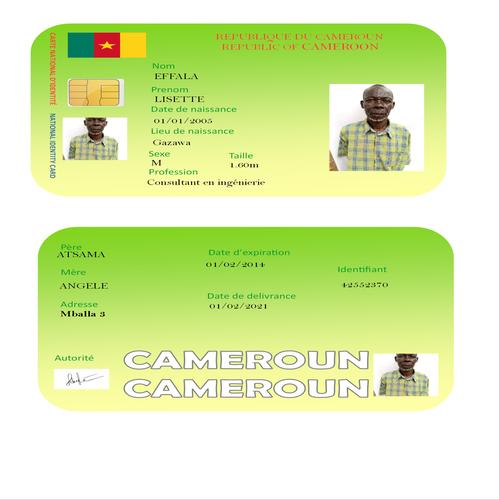 REPUBLIQUE DU CAMEROUN
REPUBLIC OF CAMEROON
CARTE NATIONAL D'IDENTITÉ NATIONAL IDENTITY CARD
Nom
EFFALA
Prenom
LISETTE
Date de naissance
01/01/2005
Lieu de naissance
Gazawa
Sexe Taille
M 1.60m
Profession
Consultant en ingénierie
Père
ATSAMA
Date d'expiration
01/02/2014
Mère
ANGELE
Identifiant
42552370
Adresse
Mballa 3
Date de delivrance
01/02/2021
Autorité
CAMEROUN
CAMEROUN